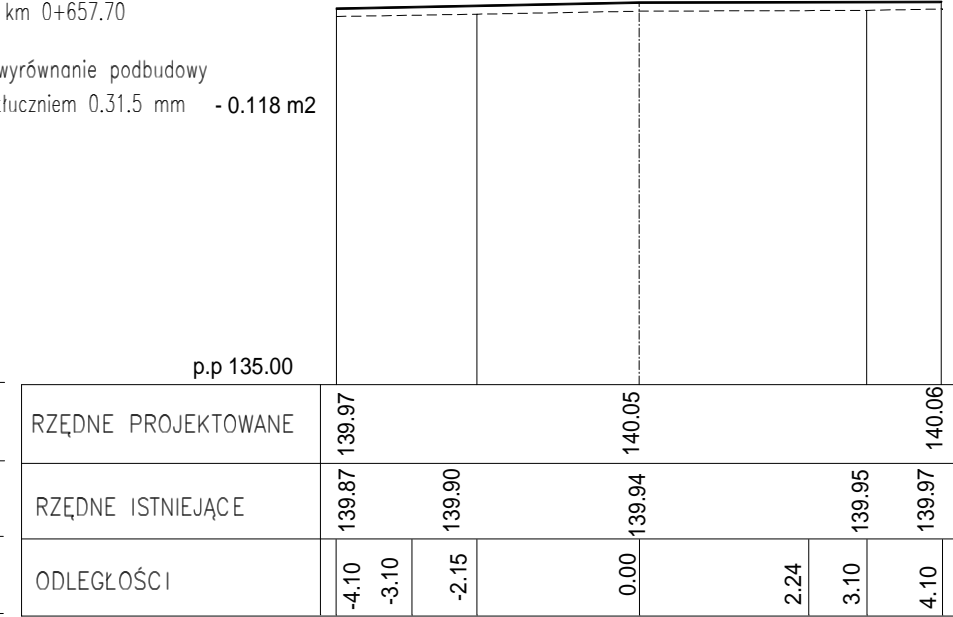 km 0+657.70
wyrównanie podbudowy
tłuczniem 0.31.5 mm - 0.118 m2
p.p 135.00
RZĘDNE PROJEKTOWANE 139.97 140.05 140.06
RZĘDNE ISTNIEJĄCE 139.87 139.90 139.94 139.95 139.97
ODLEGŁOŚCI -4.10 -3.10 -2.15 0.00 2.24 3.10 4.10